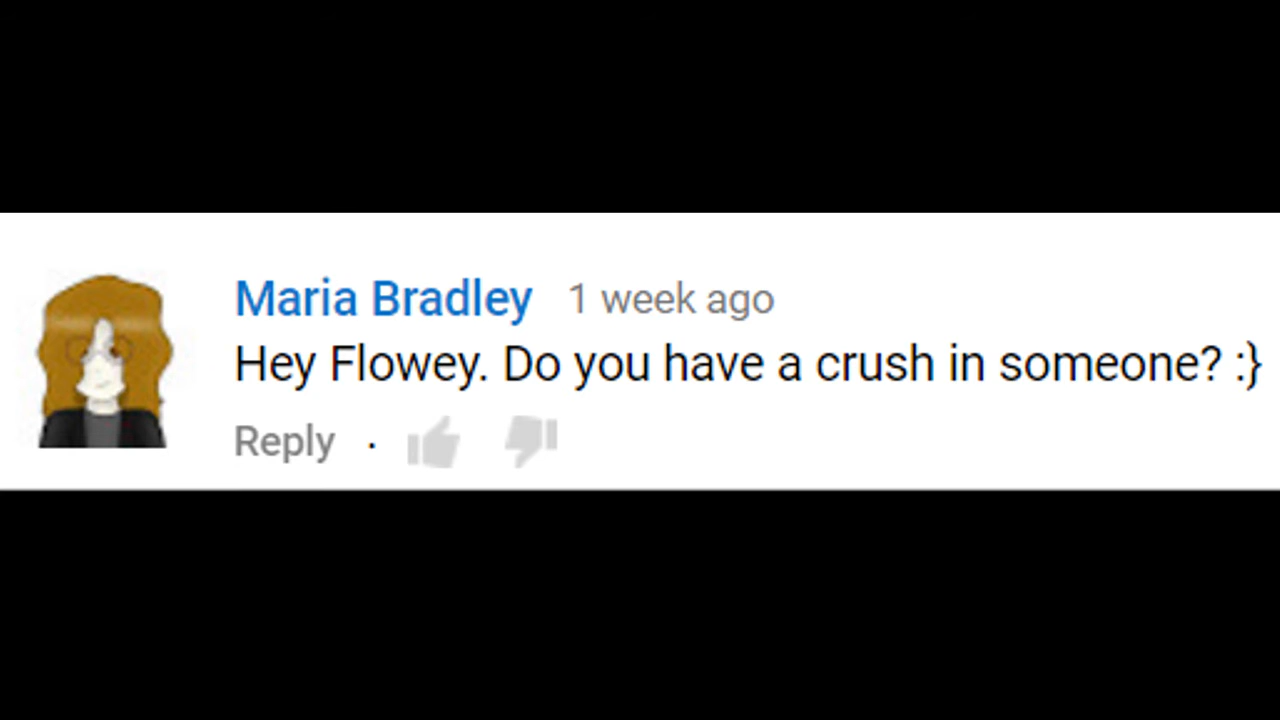 Maria Bradley 1 week ago
Hey Flowey. Do you have a crush in someone? :}
Reply ·